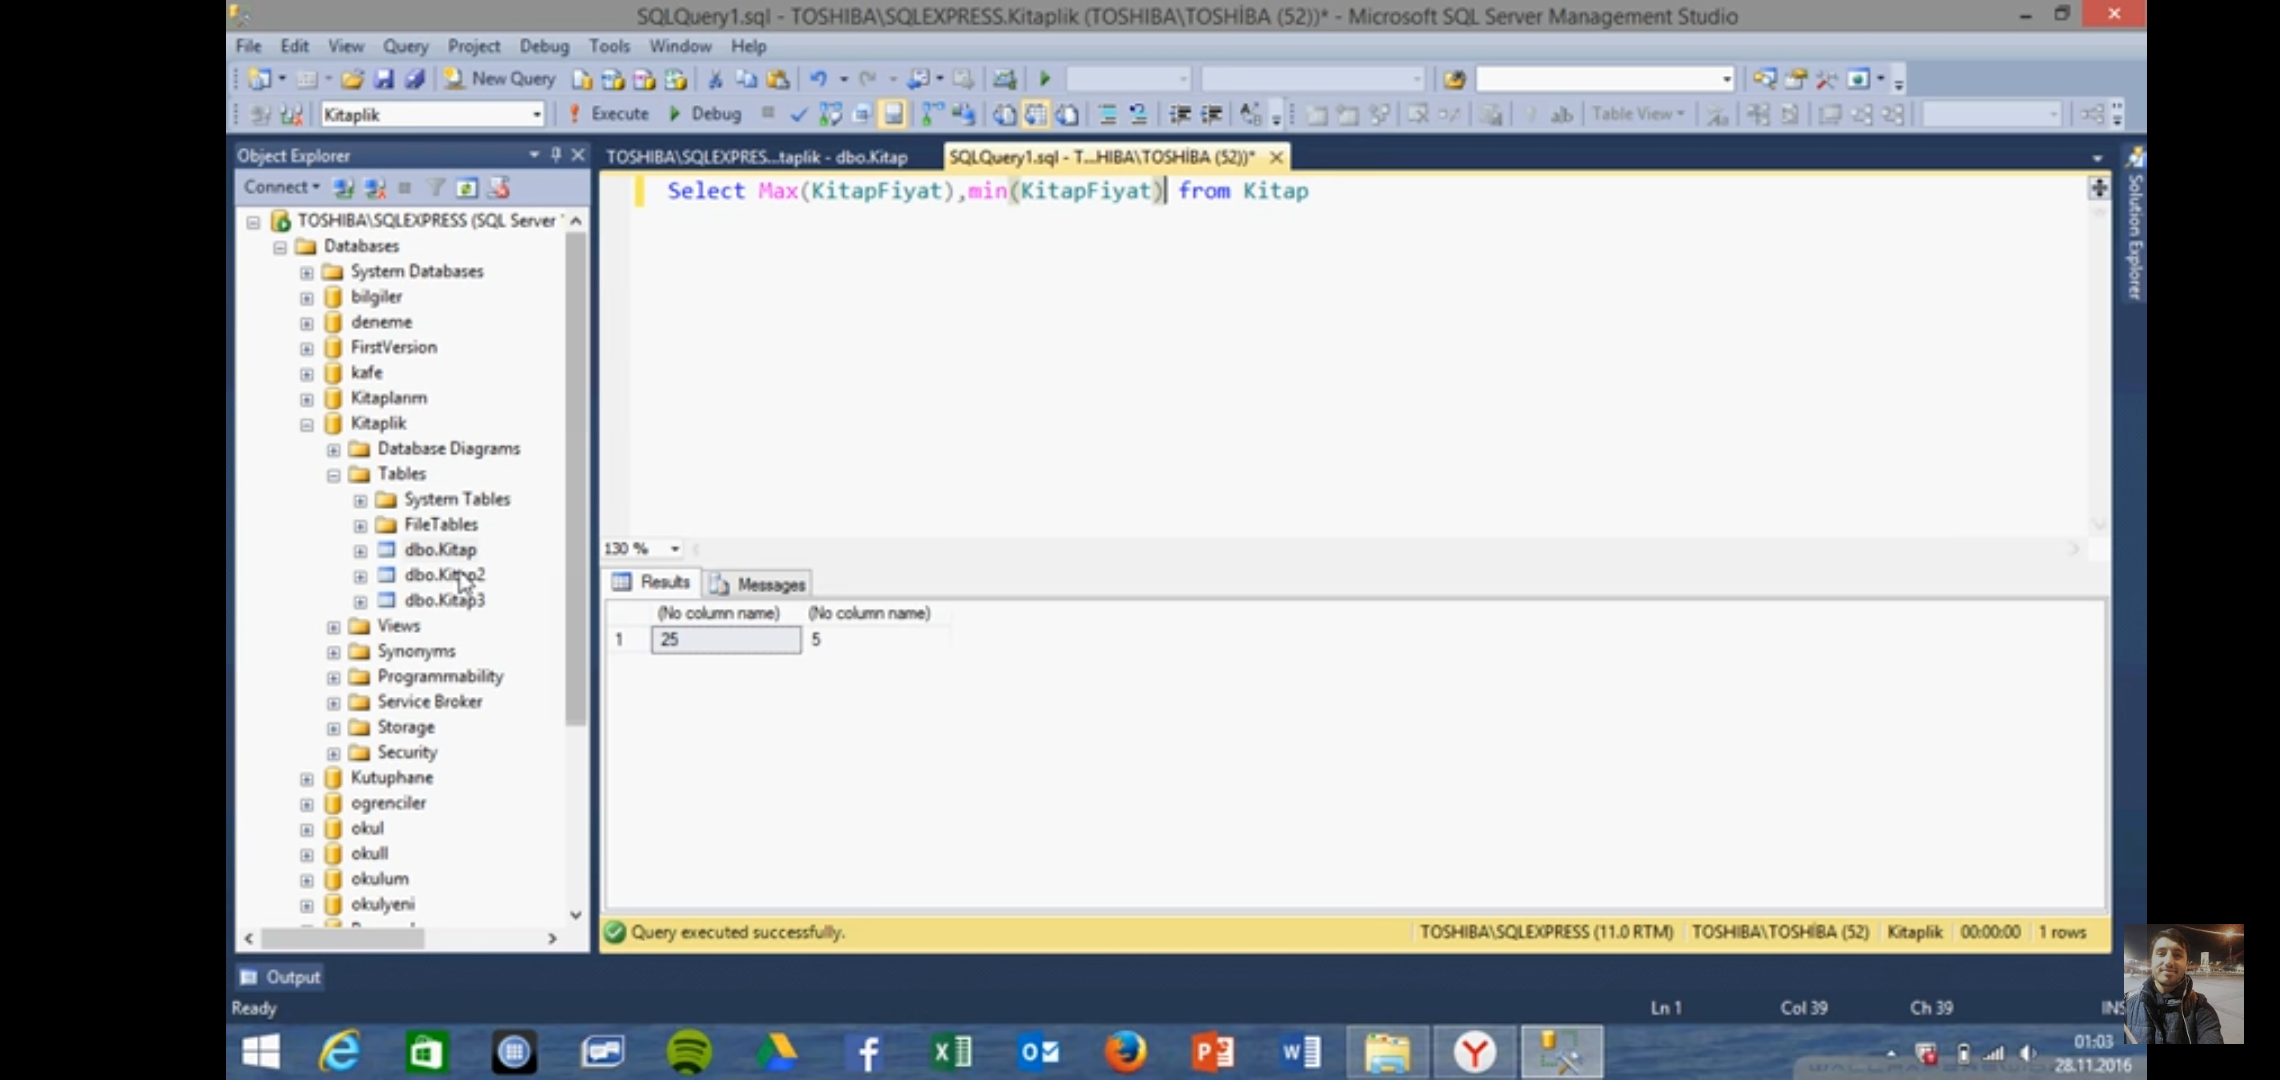 SQLQuery1.sql - TOSHIBA\SQLEXPRESS.Kitaplik (TOSHIBA\TOSHİBA (52))* - Microsoft SQL Server Management Studio
File Edit View Query Project Debug Tools Window Help
New Query
Kitaplik Execute Debug Table View
Object Explorer
TOSHIBA\SQLEXPRES...taplik - dbo.Kitap
SQLQuery1.sql - T...HIBA\TOSHİBA (52))*
Solution Explorer
Connect
Select Max(KitapFiyat),min(KitapFiyat) from Kitap
TOSHIBA\SQLEXPRESS (SQL Server
Databases
System Databases
bilgiler
deneme
FirstVersion
kafe
Kitaplarım
Kitaplik
Database Diagrams
Tables
System Tables
FileTables
dbo.Kitap
dbo.Kitap2
dbo.Kitap3
Views
Synonyms
Programmability
Service Broker
Storage
Security
Kutuphane
ogrenciler
okul
okull
okulum
okulyeni
130 %
Results Messages
(No column name) (No column name)
1 25 5
Query executed successfully.
TOSHIBA\SQLEXPRESS (11.0 RTM) TOSHIBA\TOSHİBA (52) Kitaplik 00:00:00 1 rows
Output
Ready Ln 1 Col 39 Ch 39 INS
01:03
28.11.2016